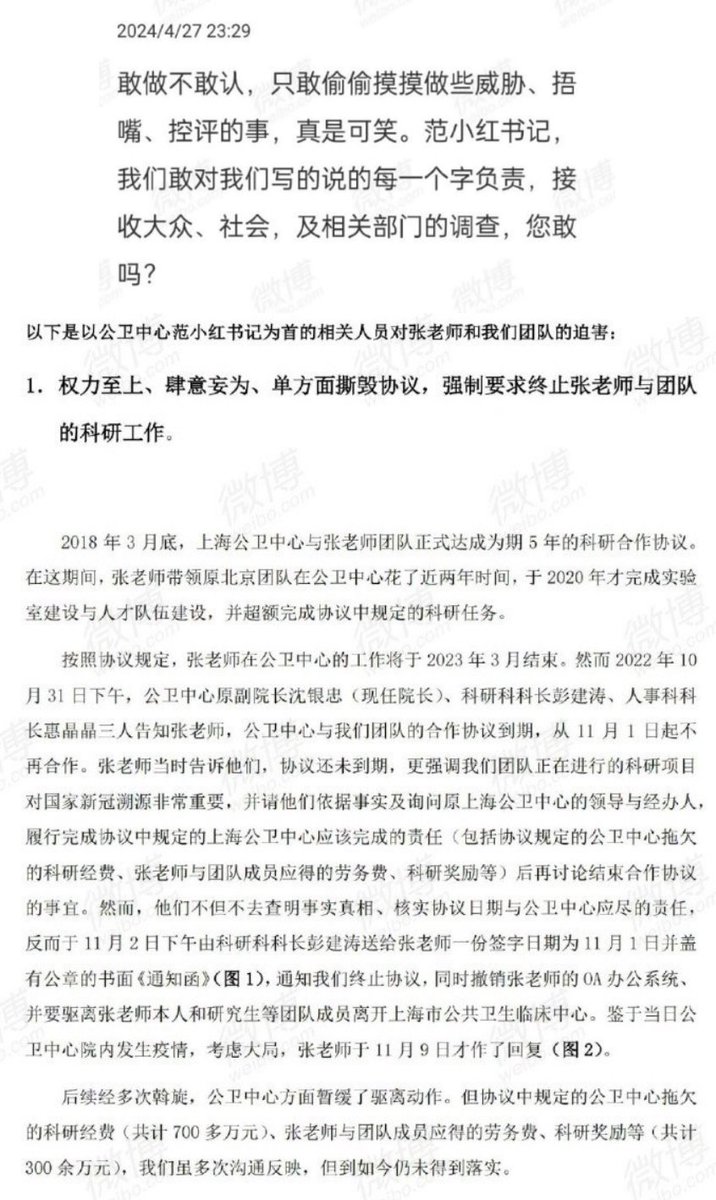 2024/4/27 23:29
敢做不敢认，只敢偷偷摸摸做些威胁、捂
嘴、控评的事，真是可笑。范小红书记，
我们敢对我们写的说的每一个字负责，接
收大众、社会，及相关部门的调查，您敢
吗？
以下是以公卫中心范小红书记为首的相关人员对张老师和我们团队的迫害：
1. 权力至上、肆意妄为、单方面撕毁协议，强制要求终止张老师与团队
的科研工作。
2018 年 3 月底，上海公卫中心与张老师团队正式达成为期 5 年的科研合作协议。
在这期间，张老师带领原北京团队在公卫中心花了近两年时间，于 2020 年才完成实验
室建设与人才队伍建设，并超额完成协议中规定的科研任务。
按照协议规定，张老师在公卫中心的工作将于 2023 年 3 月结束。然而 2022 年 10
月 31 日下午，公卫中心原副院长沈银忠（现任院长）、科研科科长彭建涛、人事科科
长惠晶晶三人告知张老师，公卫中心与我们团队的合作协议到期，从 11 月 1 日起不
再合作。张老师当时告诉他们，协议还未到期，更强调我们团队正在进行的科研项目
对国家新冠溯源非常重要，并请他们依据事实及询问原上海公卫中心的领导与经办人，
履行完成协议中规定的上海公卫中心应该完成的责任（包括协议规定的公卫中心拖欠
的科研经费、张老师与团队成员应得的劳务费、科研奖励等）后再讨论结束合作协议
的事宜。然而，他们不但不去查明事实真相、核实协议日期与公卫中心应尽的责任，
反而于 11 月 2 日下午由科研科科长彭建涛送给张老师一份签字日期为 11 月 1 日并盖
有公章的书面《通知函》（图 1），通知我们终止协议，同时撤销张老师的 OA 办公系统、
并要驱离张老师本人和研究生等团队成员离开上海市公共卫生临床中心。鉴于当日公
卫中心院内发生疫情，考虑大局，张老师于 11 月 9 日才作了回复（图 2）。
后续经多次斡旋，公卫中心方面暂缓了驱离动作。但协议中规定的公卫中心拖欠
的科研经费（共计 700 多万元）、张老师与团队成员应得的劳务费、科研奖励等（共计
300 余万元），我们虽多次沟通反映，但到如今仍未得到落实。
微博
weibo.com